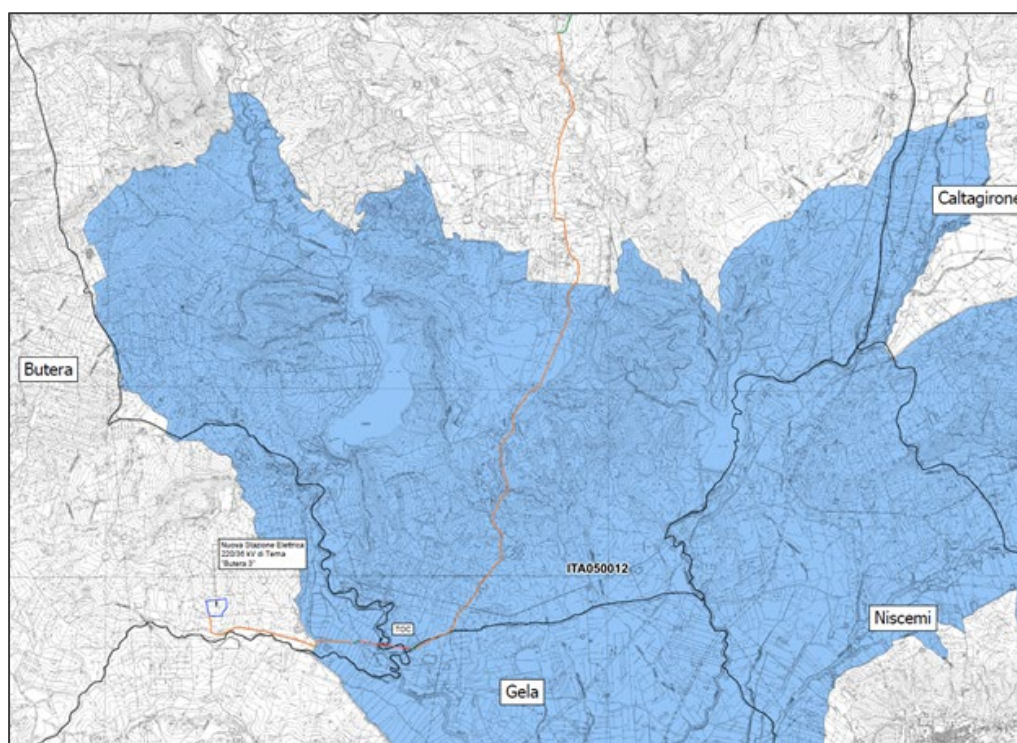 Caltagirone
Butera
Nuova Stazione Elettrica
220/36 kV di Terna
"Butera 3"
ITA050012
TOC
Niscemi
Gela